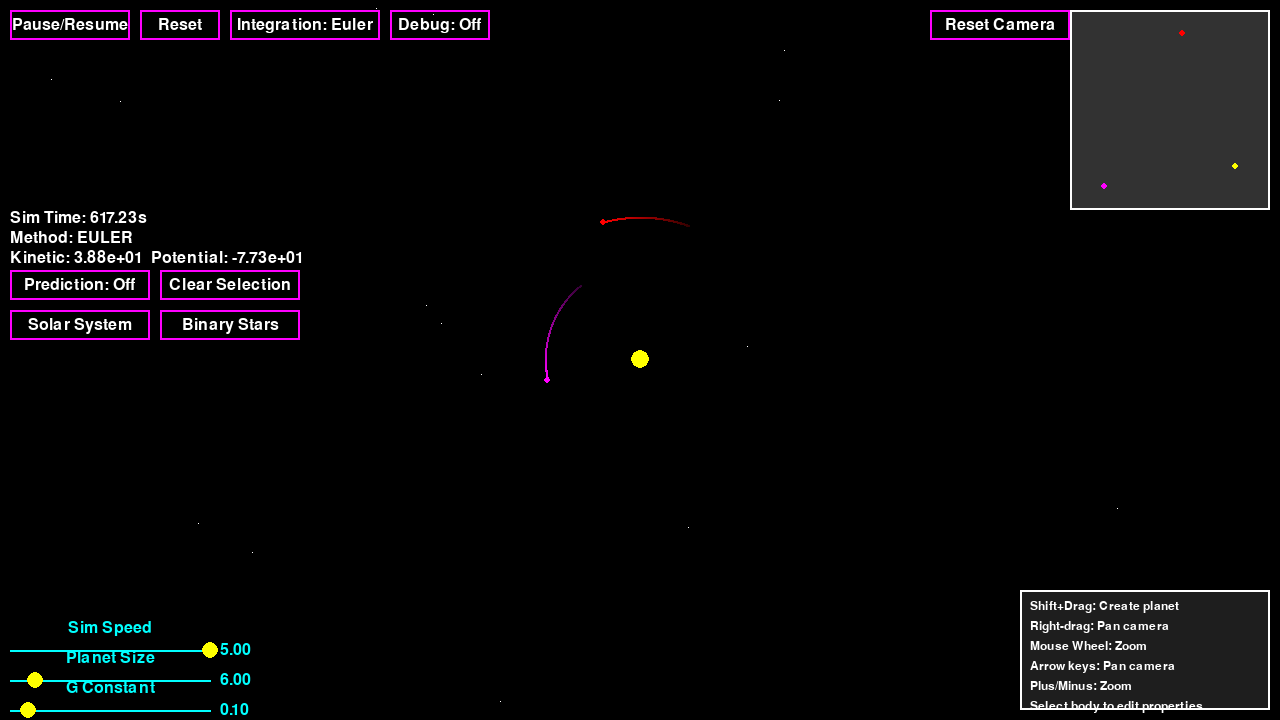 Pause/Resume Reset Integration: Euler Debug: Off Reset Camera
Sim Time: 617.23s
Method: EULER
Kinetic: 3.88e+01 Potential: -7.73e+01
Prediction: Off Clear Selection
Solar System Binary Stars
Sim Speed
5.00
Planet Size
6.00
G Constant
0.10
Shift+Drag: Create planet
Right-drag: Pan camera
Mouse Wheel: Zoom
Arrow keys: Pan camera
Plus/Minus: Zoom
Select body to edit properties